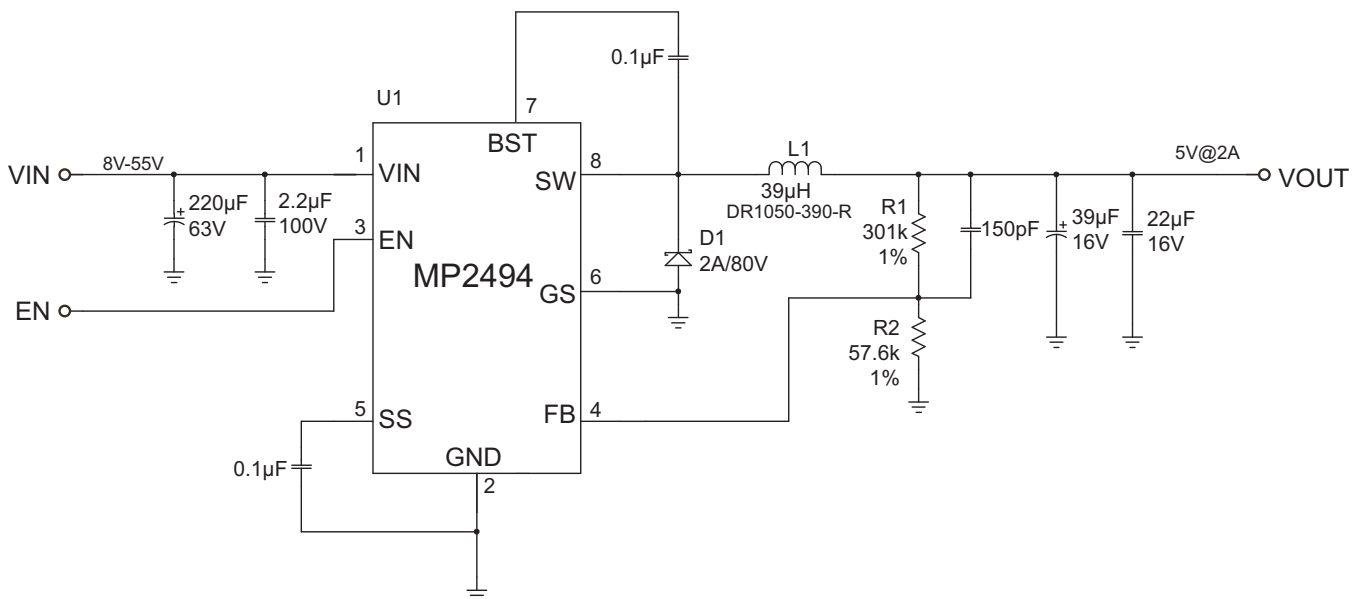 0.1µF
U1
7
BST
VIN
8V-55V
1
VIN
8
SW
L1
39µH
DR1050-390-R
5V@2A
VOUT
220µF
63V
2.2µF
100V
3
EN
MP2494
D1
2A/80V
R1
301k
1%
150pF
39µF
16V
22µF
16V
6
GS
EN
R2
57.6k
1%
5
SS
FB
4
0.1µF
GND
2